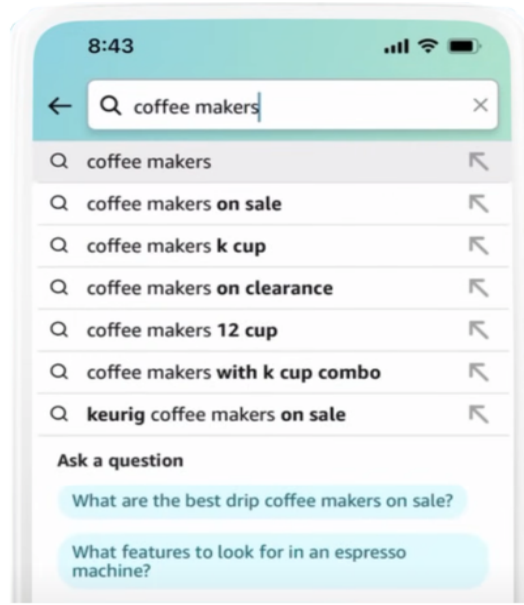 8:43
coffee makers
coffee makers
coffee makers on sale
coffee makers k cup
coffee makers on clearance
coffee makers 12 cup
coffee makers with k cup combo
keurig coffee makers on sale
Ask a question
What are the best drip coffee makers on sale?
What features to look for in an espresso
machine?